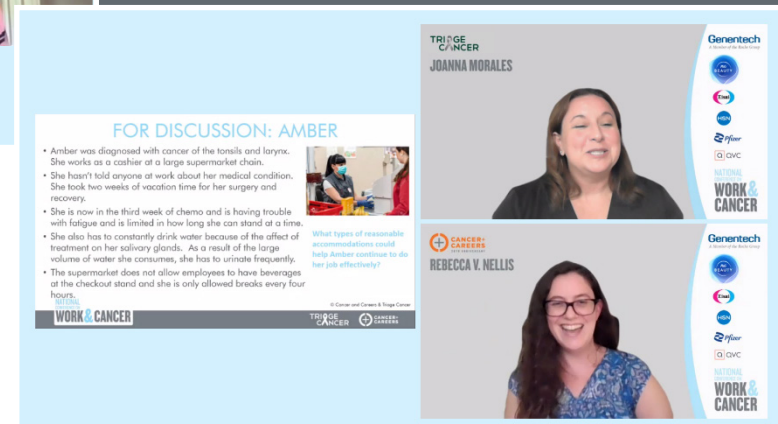 FOR DISCUSSION: AMBER
• Amber was diagnosed with cancer of the tonsils and larynx.
She works as a cashier at a large supermarket chain.
• She hasn't told anyone at work about her medical condition.
She took two weeks of vacation time for her surgery and
recovery.
• She is now in the third week of chemo and is having trouble
with fatigue and is limited in how long she can stand at a time.
• She also has to constantly drink water because of the affect of
treatment on her salivary glands. As a result of the large
volume of water she consumes, she has to urinate frequently.
• The supermarket does not allow employees to have beverages
at the checkout stand and she is only allowed breaks every four
hours.
What types of reasonable
accommodations could
help Amber continue to do
her job effectively?
© Cancer and Careers & Triage Cancer
NATIONAL
WORK & CANCER
TRIAGE
CANCER
CANCER+
CAREERS
TRIAGE
CANCER
JOANNA MORALES
Genentech
A Member of the Roche Group
BEAUTY
HSN
Pfizer
QVC
NATIONAL
WORK &
CANCER
CANCER+
CAREERS
REBECCA V. NELLIS
Genentech
A Member of the Roche Group
BEAUTY
HSN
Pfizer
QVC
NATIONAL
WORK &
CANCER